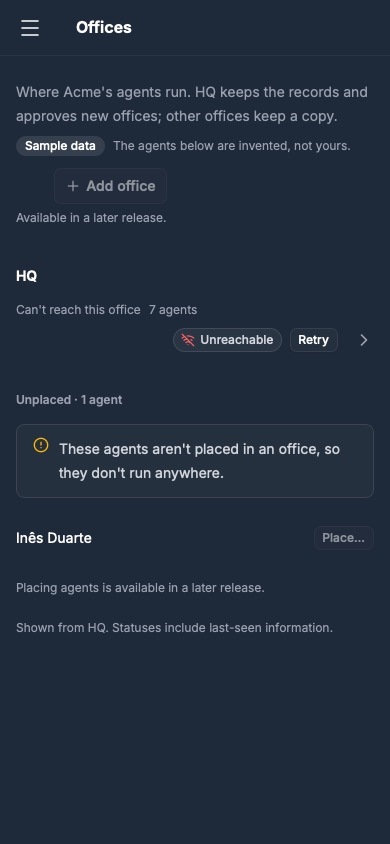 Offices
Where Acme's agents run. HQ keeps the records and
approves new offices; other offices keep a copy.
Sample data The agents below are invented, not yours.
Add office
Available in a later release.
HQ
Can't reach this office 7 agents
Unreachable Retry
Unplaced · 1 agent
These agents aren't placed in an office, so
they don't run anywhere.
Inês Duarte Place...
Placing agents is available in a later release.
Shown from HQ. Statuses include last-seen information.